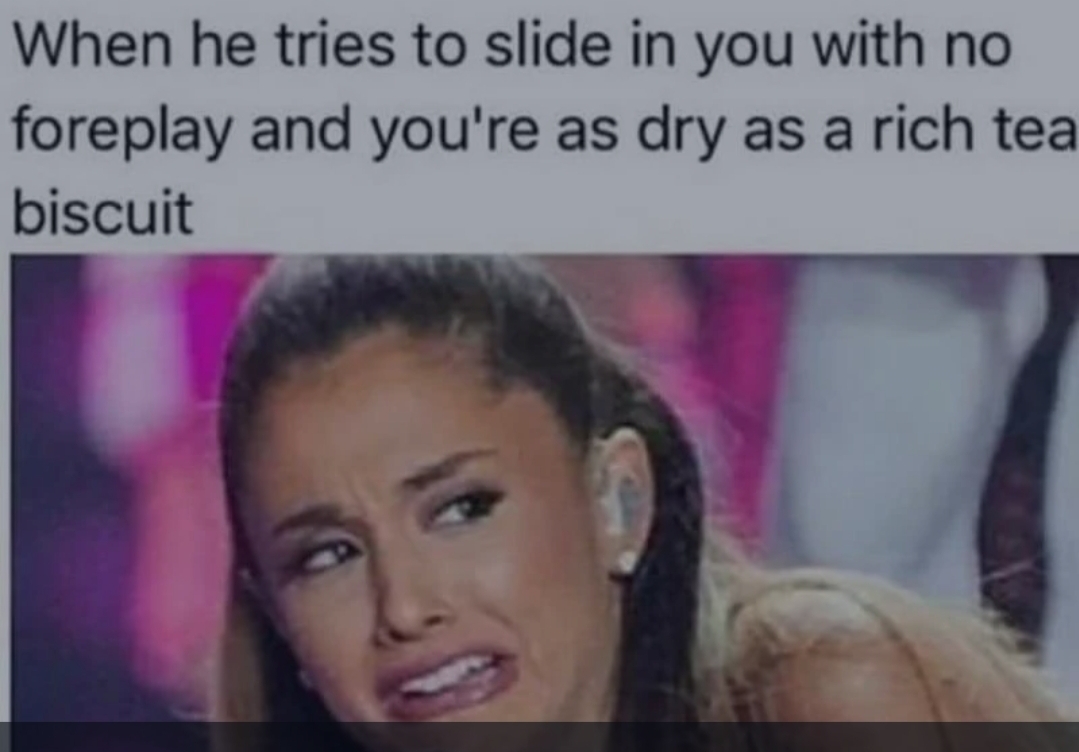 When he tries to slide in you with no
foreplay and you're as dry as a rich tea
biscuit